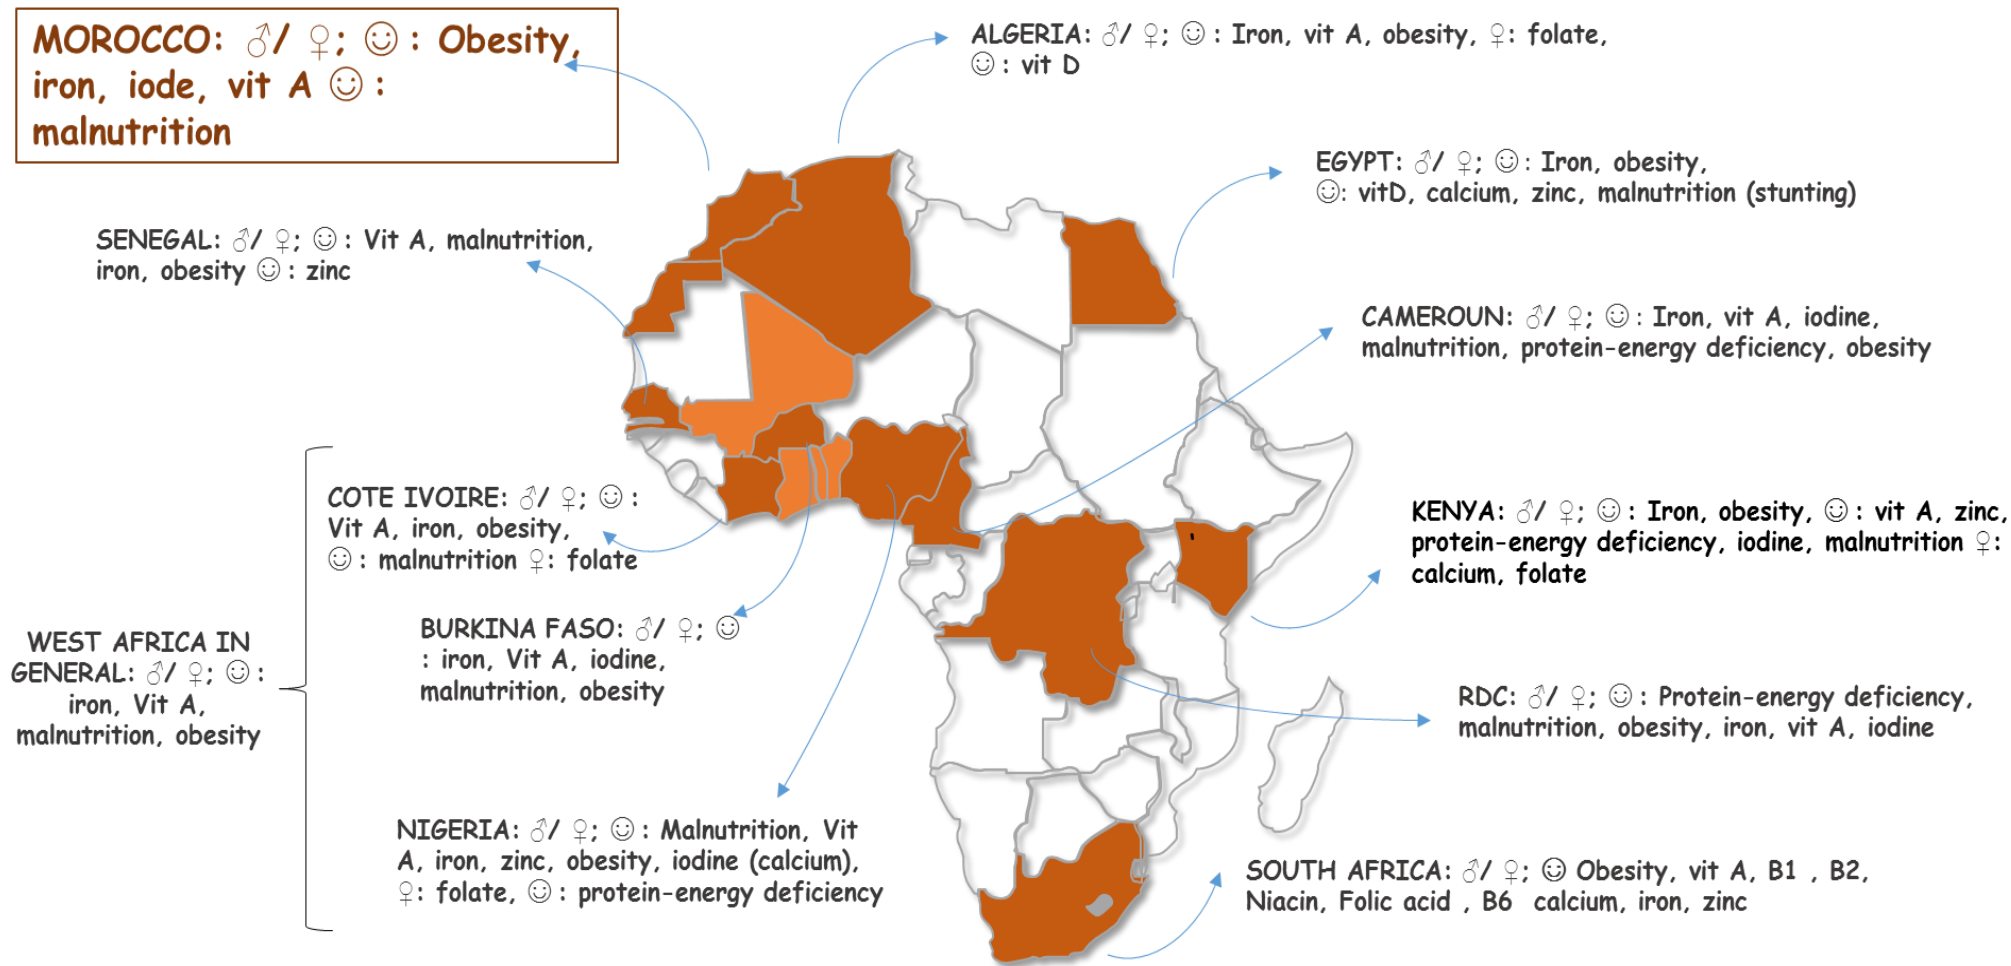 MOROCCO: ♂/ ♀; ☺ : Obesity,
iron, iode, vit A ☺ :
malnutrition
ALGERIA: ♂/ ♀; ☺ : Iron, vit A, obesity, ♀: folate,
☺ : vit D
EGYPT: ♂/ ♀; ☺ : Iron, obesity,
☺: vitD, calcium, zinc, malnutrition (stunting)
SENEGAL: ♂/ ♀; ☺ : Vit A, malnutrition,
iron, obesity ☺ : zinc
CAMEROUN: ♂/ ♀; ☺ : Iron, vit A, iodine,
malnutrition, protein-energy deficiency, obesity
COTE IVOIRE: ♂/ ♀; ☺ :
Vit A, iron, obesity,
☺ : malnutrition ♀: folate
KENYA: ♂/ ♀; ☺ : Iron, obesity, ☺ : vit A, zinc,
protein-energy deficiency, iodine, malnutrition ♀:
calcium, folate
BURKINA FASO: ♂/ ♀; ☺
: iron, Vit A, iodine,
malnutrition, obesity
WEST AFRICA IN
GENERAL: ♂/ ♀; ☺ :
iron, Vit A,
malnutrition, obesity
RDC: ♂/ ♀; ☺ : Protein-energy deficiency,
malnutrition, obesity, iron, vit A, iodine
NIGERIA: ♂/ ♀; ☺ : Malnutrition, Vit
A, iron, zinc, obesity, iodine (calcium),
♀: folate, ☺ : protein-energy deficiency
SOUTH AFRICA: ♂/ ♀; ☺ Obesity, vit A, B1 , B2,
Niacin, Folic acid , B6 calcium, iron, zinc